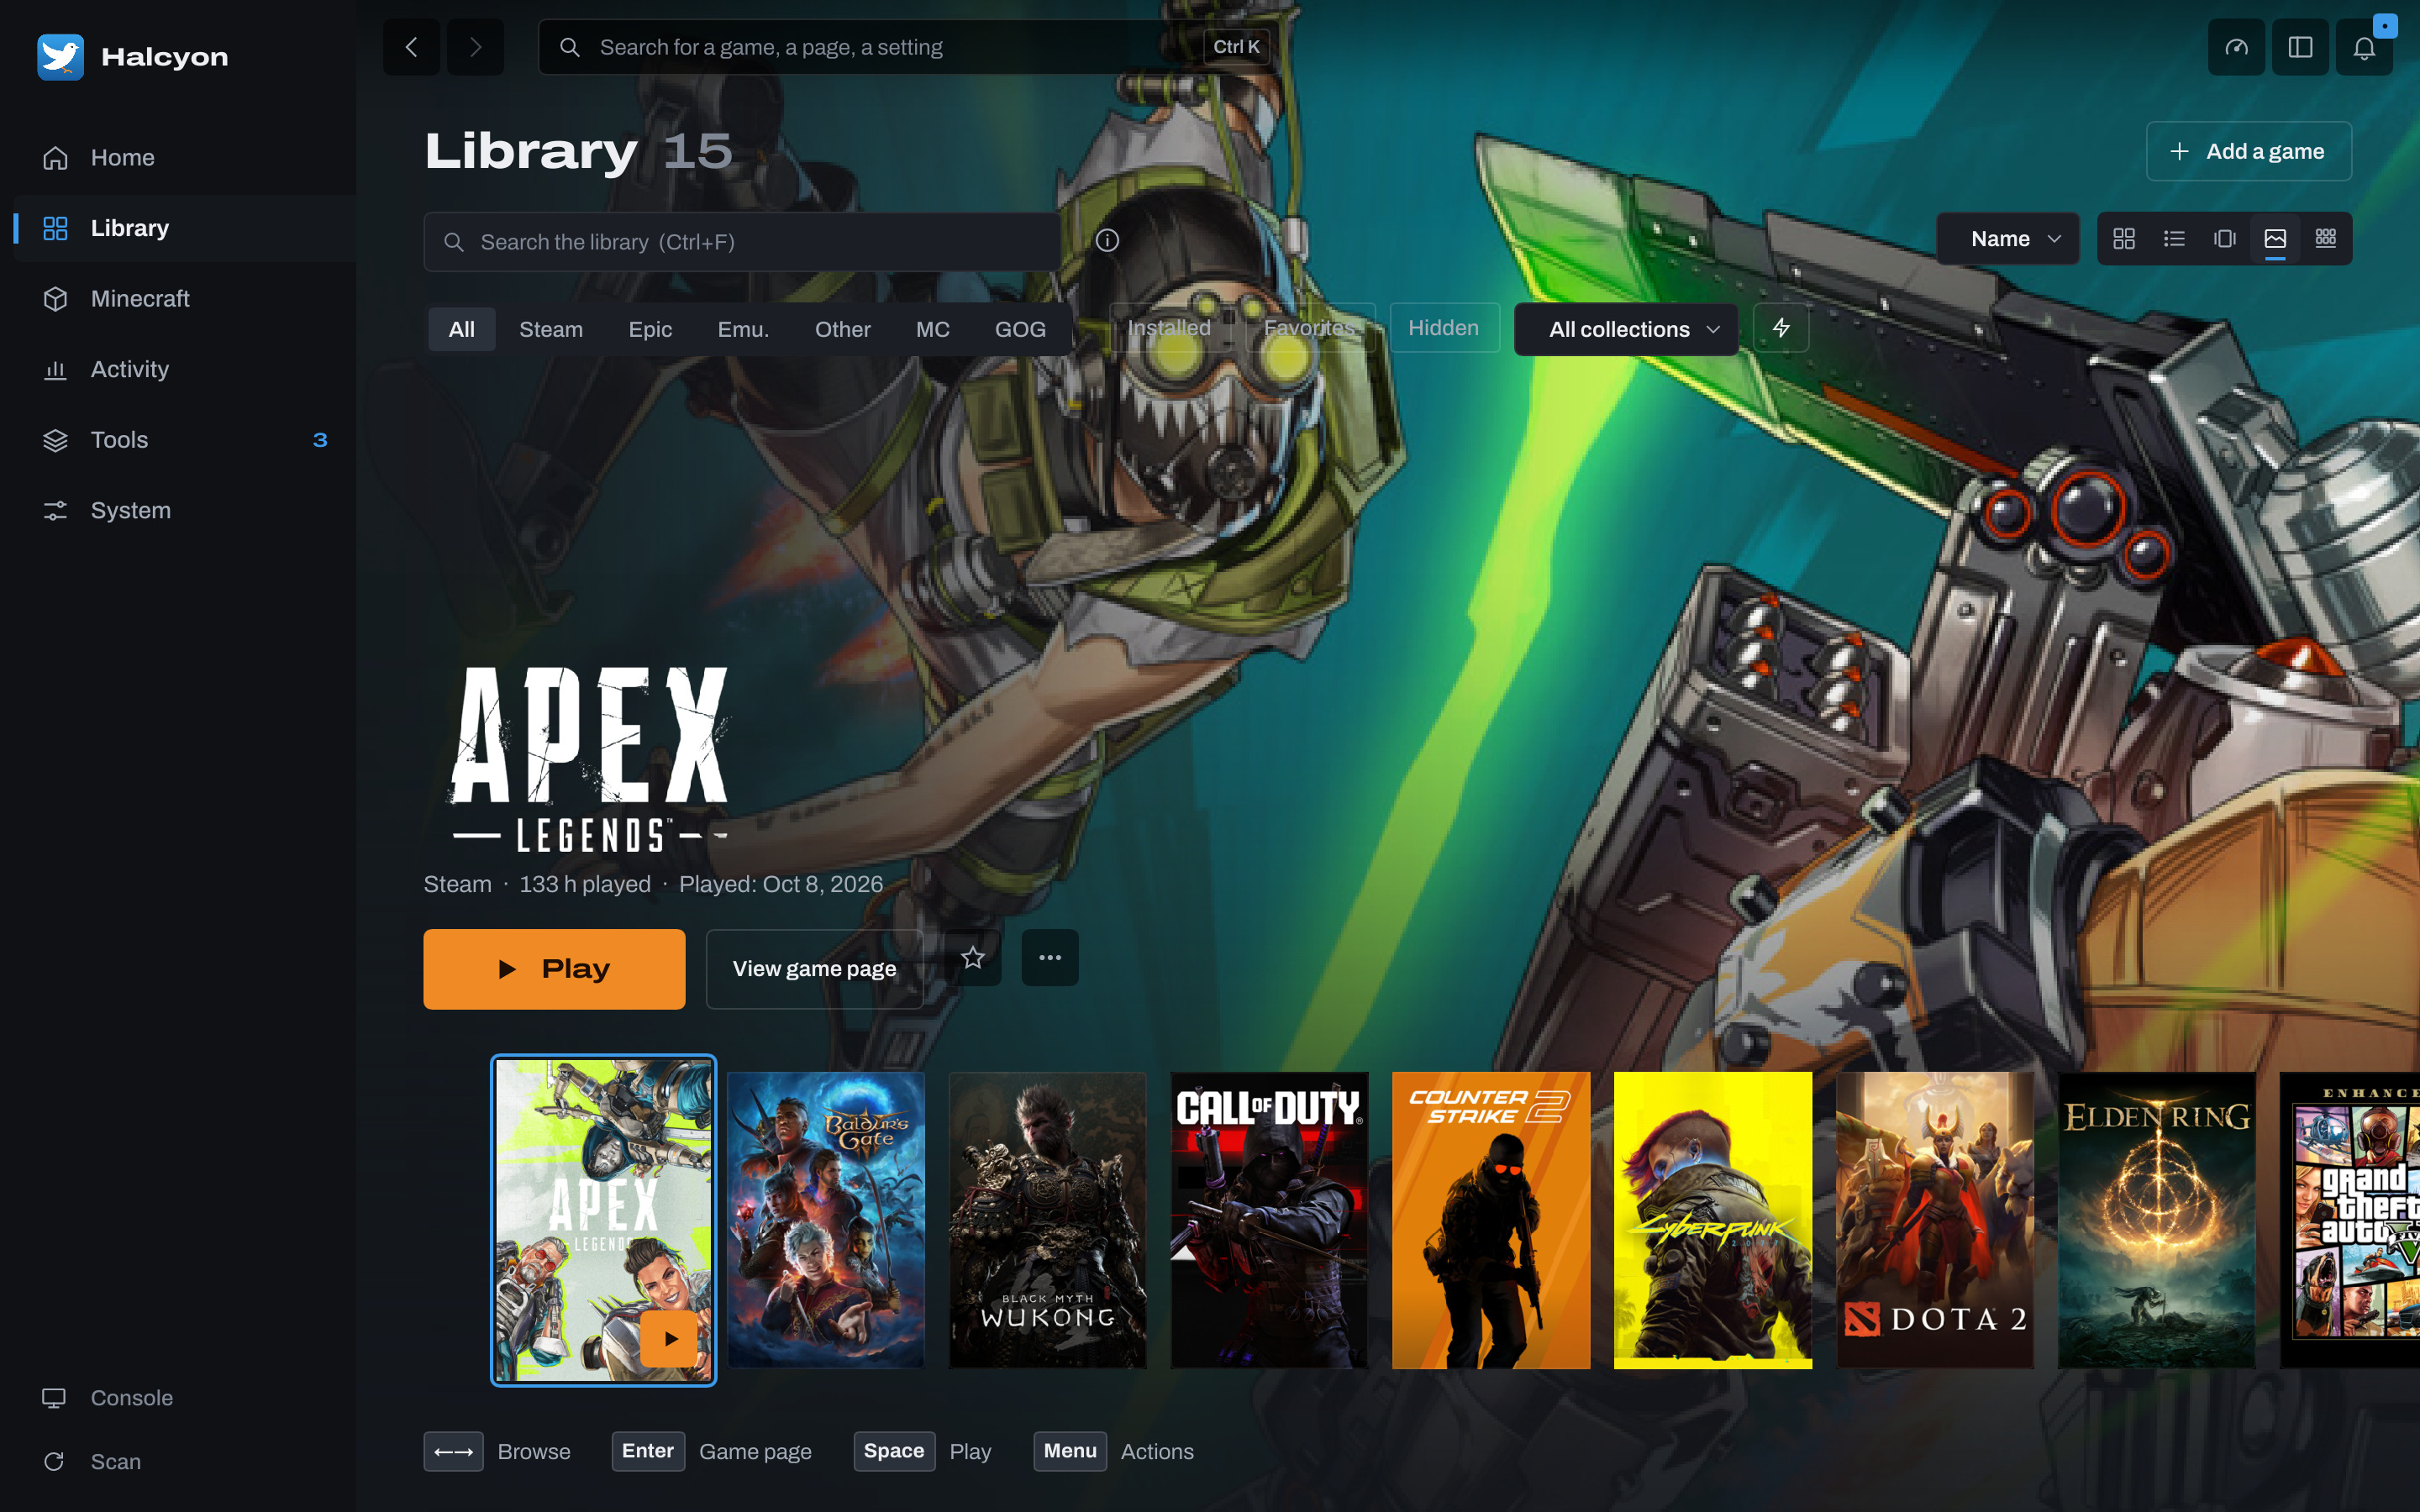 Halcyon
Search for a game, a page, a setting
Ctrl K
Home
Library
Minecraft
Activity
Tools 3
System
Console
Scan
Library 15
Add a game
Search the library (Ctrl+F)
Name
All Steam Epic Emu. Other MC GOG
Installed Favorites Hidden All collections
APEX
LEGENDS™
Steam · 133 h played · Played: Oct 8, 2026
Play
View game page
APEX
LEGENDS
BALDUR'S
GATE
BLACK MYTH
WUKONG
CALL OF DUTY®
COUNTER
STRIKE 2
CYBERPUNK
2077
DOTA 2
ELDEN RING
ENHANCE
grand
theft
auto
V
←→ Browse Enter Game page Space Play Menu Actions